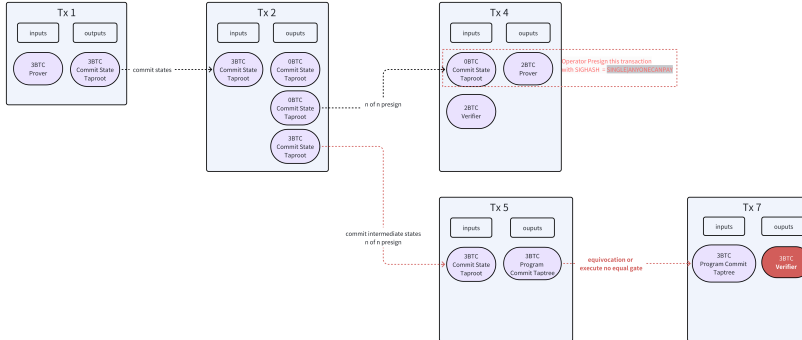 Tx 1
inputs
outputs
3BTC
Prover
3BTC
Commit State
Taproot
commit states
Tx 2
inputs
ouputs
3BTC
Commit State
Taproot
0BTC
Commit State
Taproot
0BTC
Commit State
Taproot
3BTC
Commit State
Taproot
n of n presign
commit intermediate states
n of n presign
Tx 4
inputs
ouputs
0BTC
Commit State
Taproot
2BTC
Prover
2BTC
Verifier
Operator Presign this transaction
with SIGHASH = SINGLE|ANYONECANPAY
Tx 5
inputs
ouputs
3BTC
Commit State
Taproot
3BTC
Program
Commit Taptree
equivocation or
execute no equal gate
Tx 7
inputs
ouputs
3BTC
Program Commit
Taptree
3BTC
Verifier